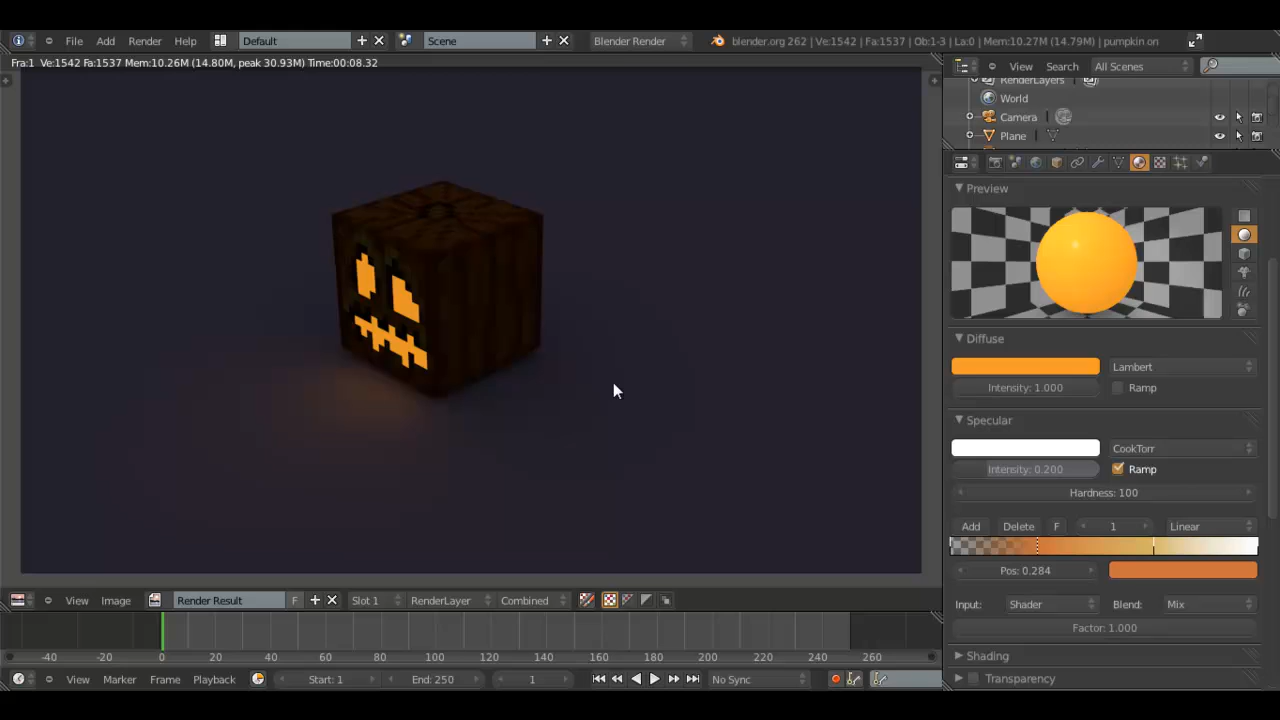 File Add Render Help Default Scene Blender Render blender.org 262 | Ve:1542 | Fa:1537 | Ob:1-3 | La:0 | Mem:10.27M (14.79M) | pumpkin on
Fra:1 Ve:1542 Fa:1537 Mem:10.26M (14.80M, peak 30.93M) Time:00:08.32
View Search All Scenes
RenderLayers
World
Camera
Plane
Preview
Diffuse
Lambert
Intensity: 1.000 Ramp
Specular
CookTorr
Intensity: 0.200 Ramp
Hardness: 100
Add Delete F 1 Linear
Pos: 0.284
Input: Shader Blend: Mix
Factor: 1.000
Shading
Transparency
View Image Render Result F Slot 1 RenderLayer Combined
-40 -20 0 20 40 60 80 100 120 140 160 180 200 220 240 260
View Marker Frame Playback Start: 1 End: 250 1 No Sync